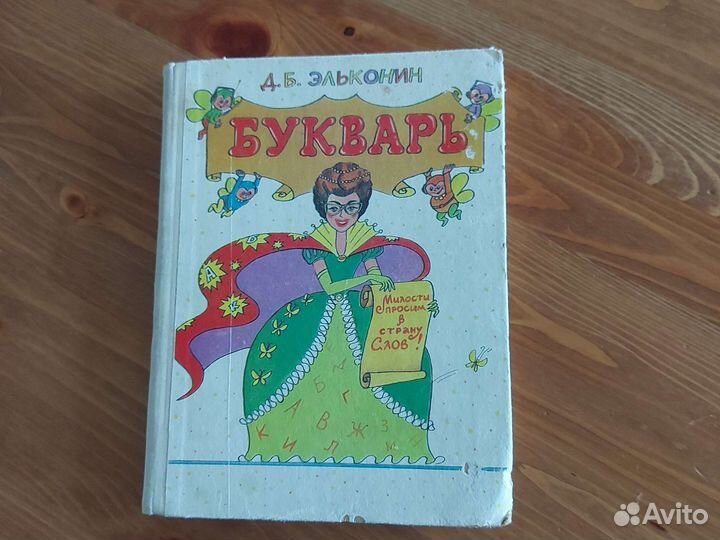 Д.Б. ЭЛЬКОНИН
БУКВАРЬ
А
К
Милости
просим
в
страну
Слов!
Б
А В Г
К И Л Ж З
Avito